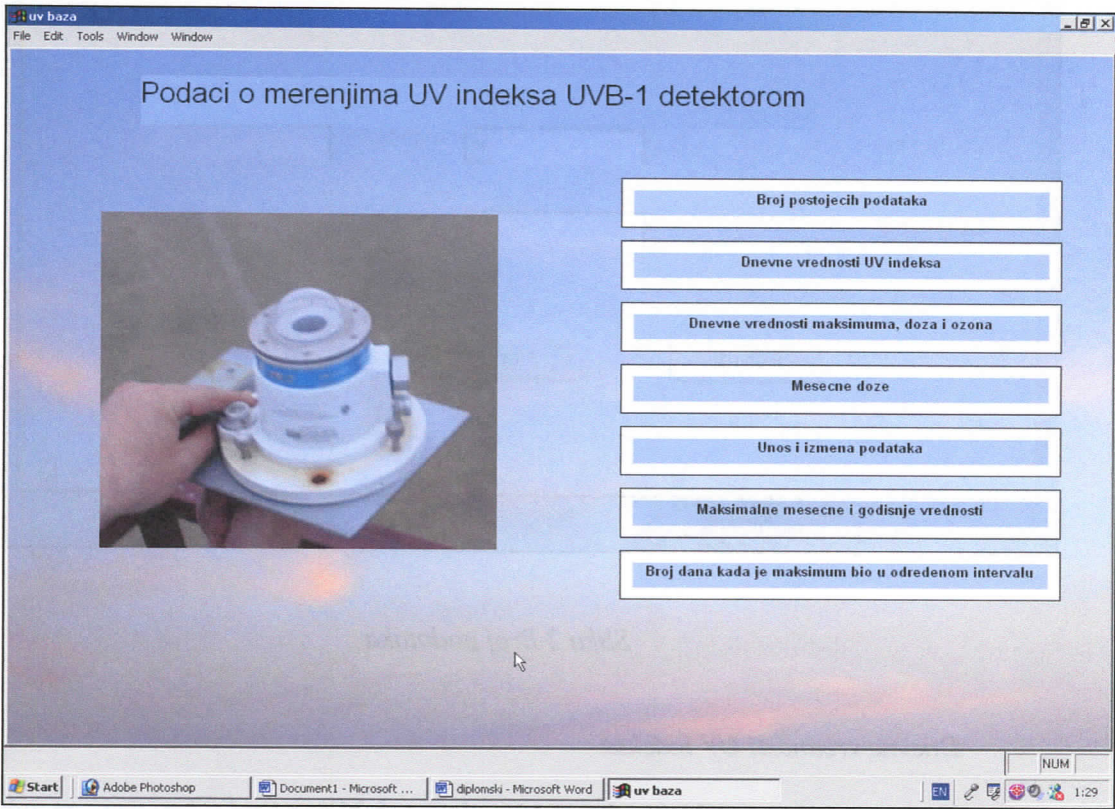 uv baza
File Edit Tools Window Window
Podaci o merenjima UV indeksa UVB-1 detektorom
Broj postojecih podataka
Dnevne vrednosti UV indeksa
Dnevne vrednosti maksimuma, doza i ozona
Mesecne doze
Unos i izmena podataka
Maksimalne mesecne i godisnje vrednosti
Broj dana kada je maksimum bio u odredenom intervalu
NUM
Start Adobe Photoshop Document1 - Microsoft ... diplomski - Microsoft Word uv baza EN 1:29